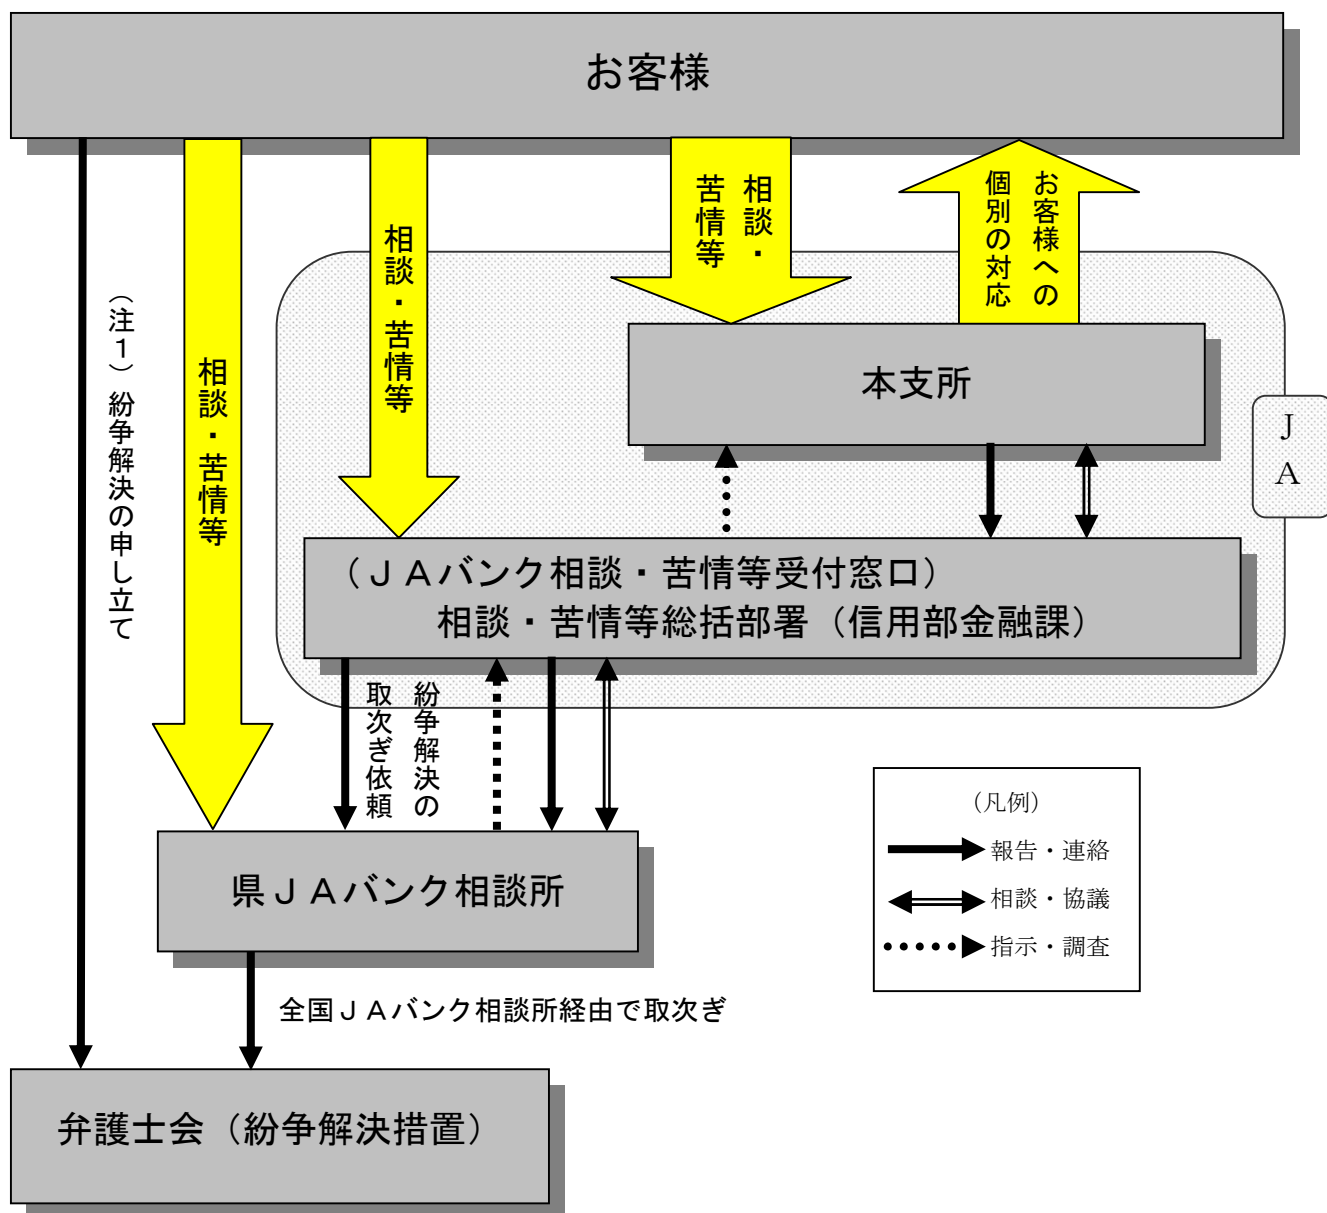 お客様
(注１)紛争解決の申し立て
相談・苦情等
相談・苦情等
相談・
苦情等
お客様への
個別の対応
本支所
Ｊ
Ａ
（ＪＡバンク相談・苦情等受付窓口）
相談・苦情等総括部署（信用部金融課）
紛争解決の
取次ぎ依頼
県ＪＡバンク相談所
（凡例）
報告・連絡
相談・協議
指示・調査
全国ＪＡバンク相談所経由で取次ぎ
弁護士会（紛争解決措置）